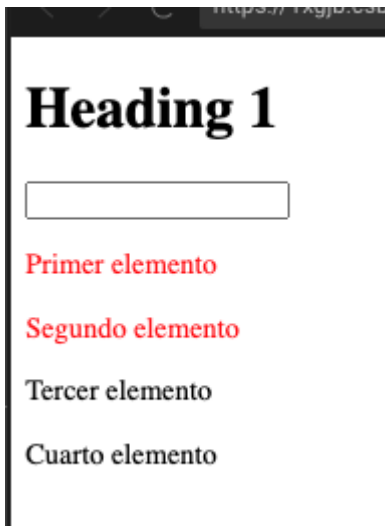 Heading 1
Primer elemento
Segundo elemento
Tercer elemento
Cuarto elemento